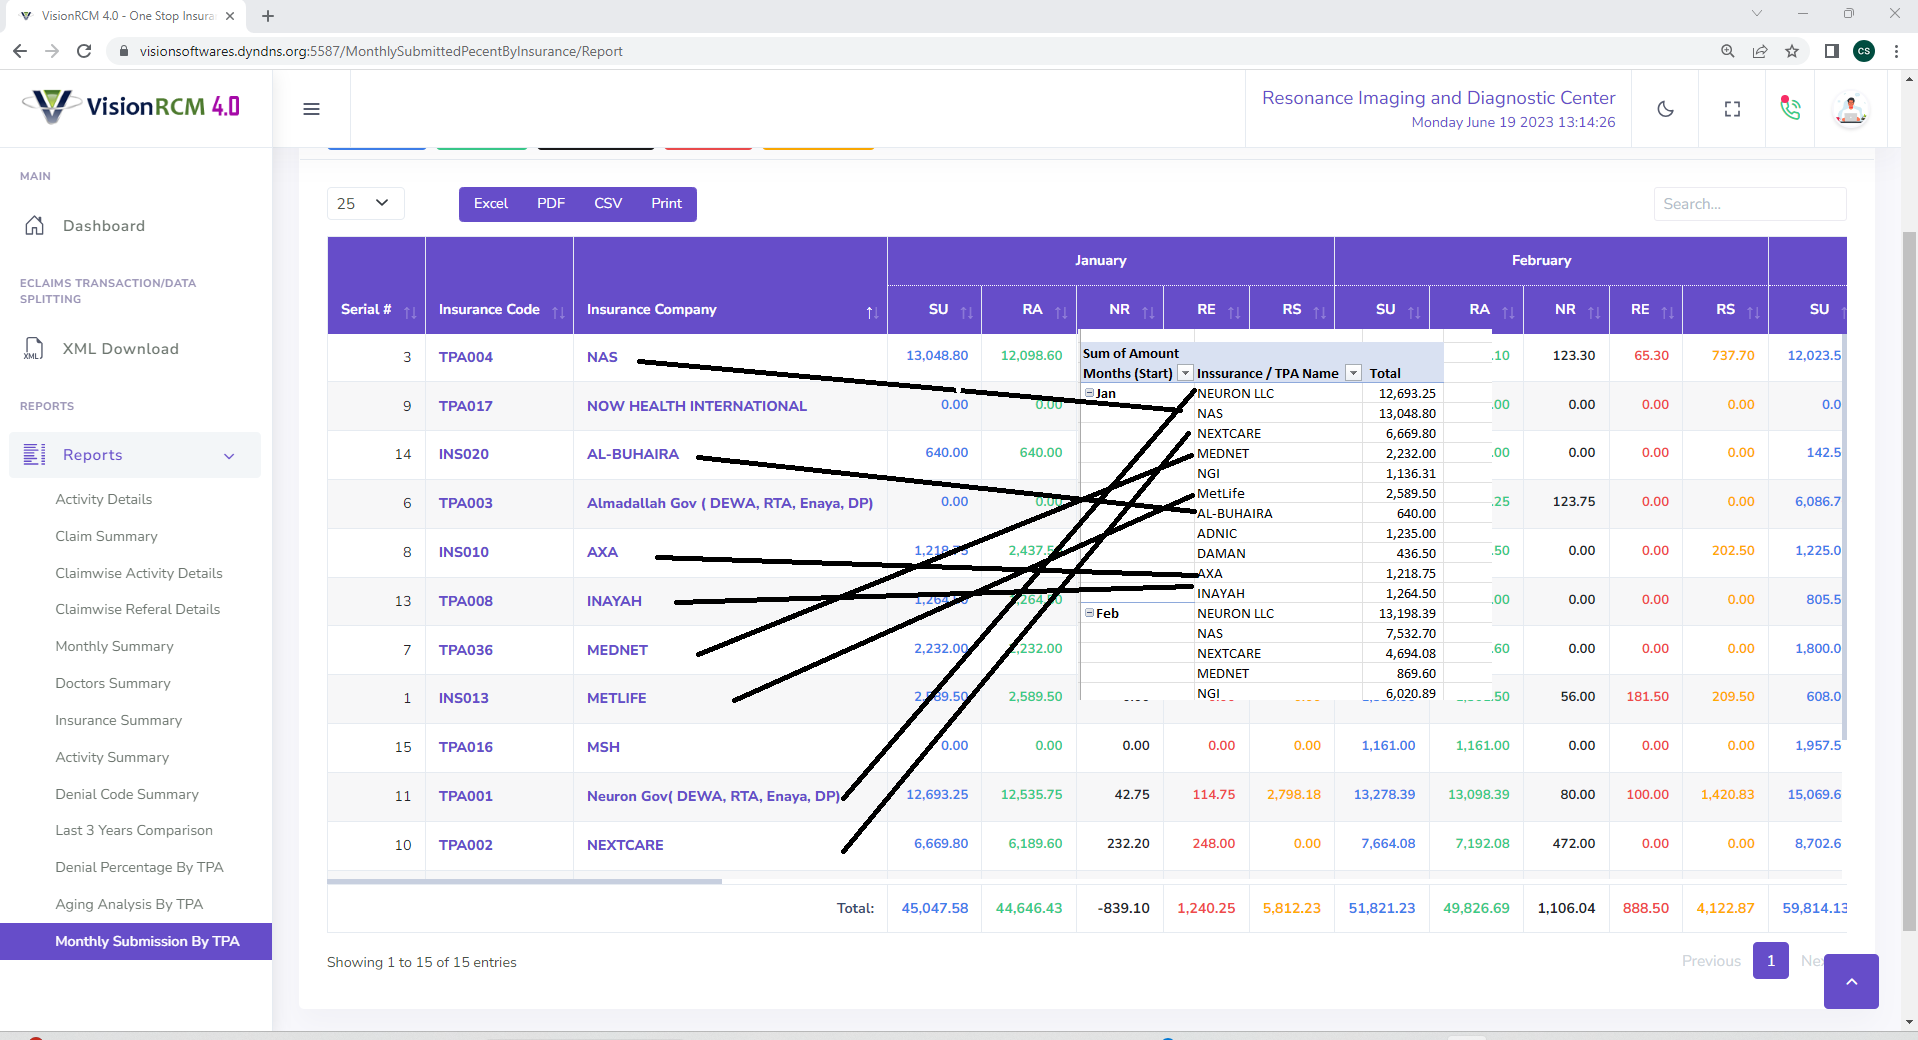 VisionRCM 4.0 - One Stop Insura
visionsoftwares.dyndns.org:5587/MonthlySubmittedPecentByInsurance/Report
CS
VisionRCM 4.0
Resonance Imaging and Diagnostic Center
Monday June 19 2023 13:14:26
MAIN
Dashboard
ECLAIMS TRANSACTION/DATA
SPLITTING
XML Download
REPORTS
Reports
Activity Details
Claim Summary
Claimwise Activity Details
Claimwise Referal Details
Monthly Summary
Doctors Summary
Insurance Summary
Activity Summary
Denial Code Summary
Last 3 Years Comparison
Denial Percentage By TPA
Aging Analysis By TPA
Monthly Submission By TPA
25 Excel PDF CSV Print Search...
January February
Serial # Insurance Code Insurance Company SU RA NR RE RS SU RA NR RE RS SU
3 TPA004 NAS 13,048.80 12,098.60 .10 123.30 65.30 737.70 12,023.5
9 TPA017 NOW HEALTH INTERNATIONAL 0.00 0.00 .00 0.00 0.00 0.00 0.0
14 INS020 AL-BUHAIRA 640.00 640.00 .00 0.00 0.00 0.00 142.5
6 TPA003 Almadallah Gov ( DEWA, RTA, Enaya, DP) 0.00 0.00 .25 123.75 0.00 0.00 6,086.7
8 INS010 AXA 1,218.75 2,437.5 .50 0.00 0.00 202.50 1,225.0
13 TPA008 INAYAH .00 0.00 0.00 0.00 805.5
7 TPA036 MEDNET 2,232.00 2,232.00 .60 0.00 0.00 0.00 1,800.0
1 INS013 METLIFE 2,589.50 2,589.50 .50 56.00 181.50 209.50 608.0
15 TPA016 MSH 0.00 0.00 0.00 0.00 0.00 1,161.00 1,161.00 0.00 0.00 0.00 1,957.5
11 TPA001 Neuron Gov( DEWA, RTA, Enaya, DP) 12,693.25 12,535.75 42.75 114.75 2,798.18 13,278.39 13,098.39 80.00 100.00 1,420.83 15,069.6
10 TPA002 NEXTCARE 6,669.80 6,189.60 232.20 248.00 0.00 7,664.08 7,192.08 472.00 0.00 0.00 8,702.6
Total: 45,047.58 44,646.43 -839.10 1,240.25 5,812.23 51,821.23 49,826.69 1,106.04 888.50 4,122.87 59,814.13
Sum of Amount
Months (Start) Inssurance / TPA Name Total
Jan NEURON LLC 12,693.25
NAS 13,048.80
NEXTCARE 6,669.80
MEDNET 2,232.00
NGI 1,136.31
MetLife 2,589.50
AL-BUHAIRA 640.00
ADNIC 1,235.00
DAMAN 436.50
AXA 1,218.75
INAYAH 1,264.50
Feb NEURON LLC 13,198.39
NAS 7,532.70
NEXTCARE 4,694.08
MEDNET 869.60
NGI 6,020.89
Showing 1 to 15 of 15 entries
Previous 1 Ne